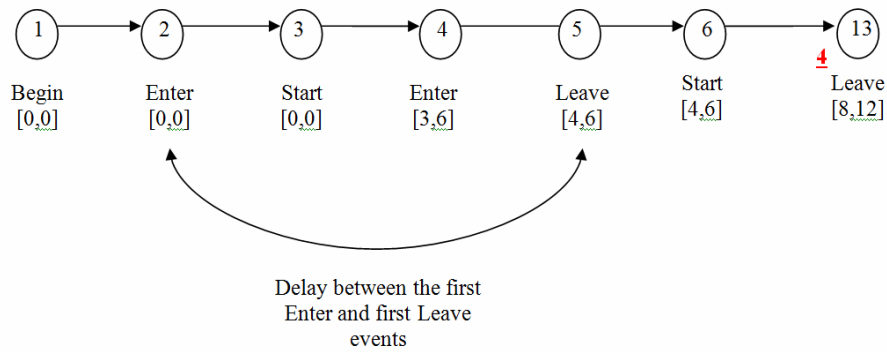 1 2 3 4 5 6 13
4
Begin Enter Start Enter Leave Start Leave
[0,0] [0,0] [0,0] [3,6] [4,6] [4,6] [8,12]
Delay between the first
Enter and first Leave
events